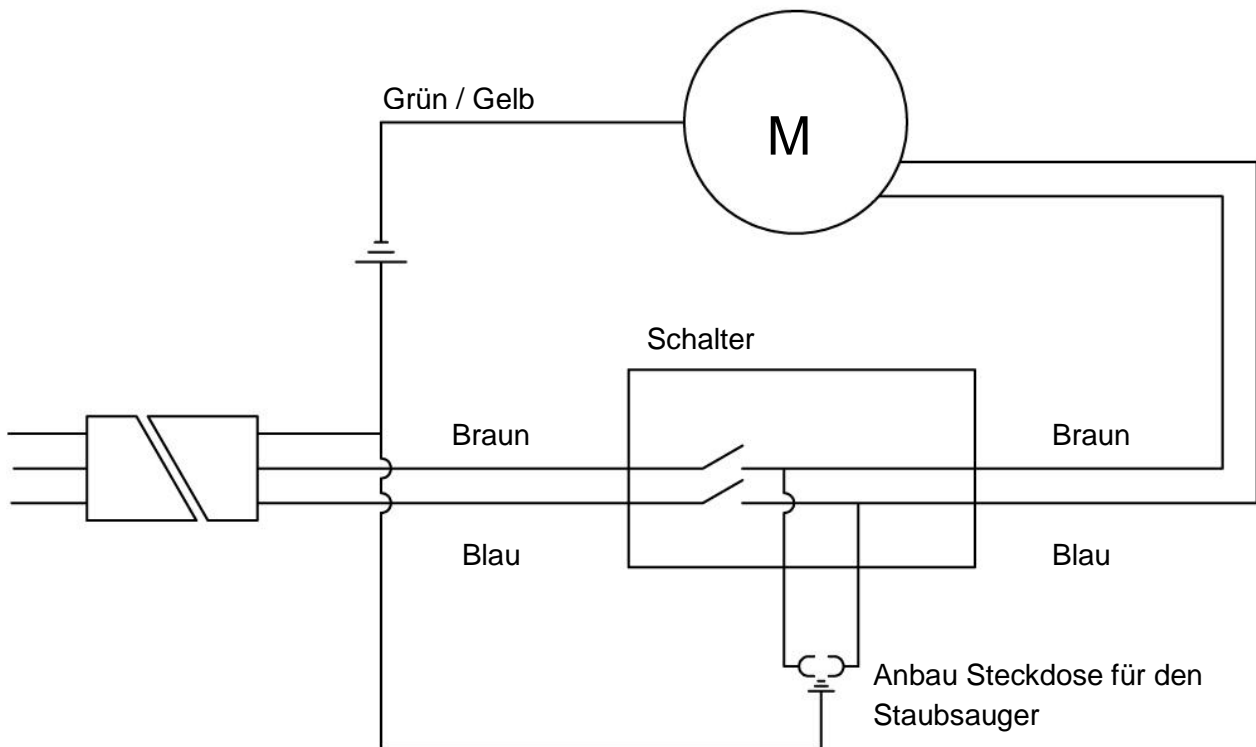 Grün / Gelb
M
Schalter
Braun
Braun
Blau
Blau
Anbau Steckdose für den
Staubsauger